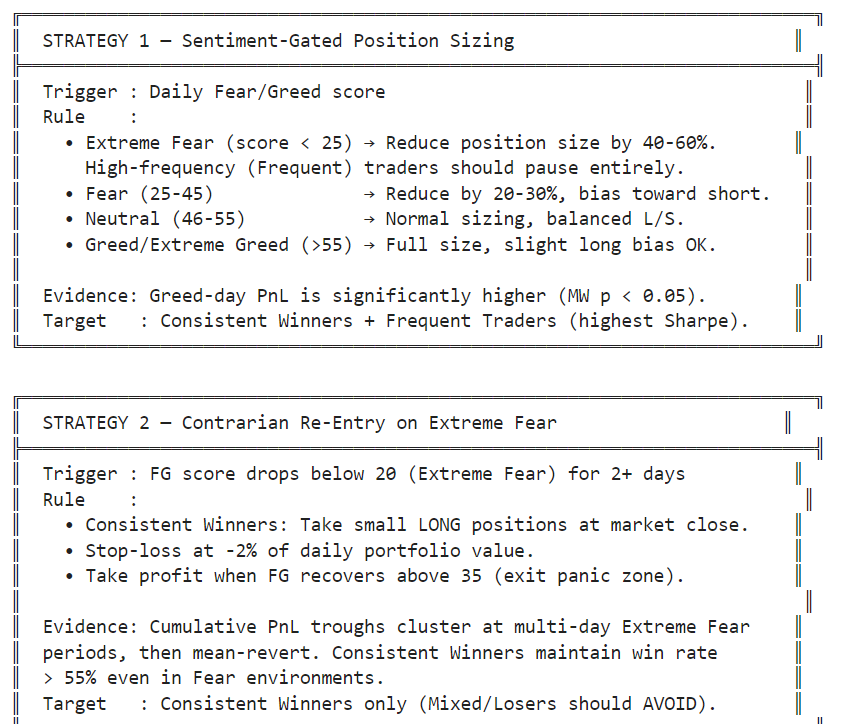 STRATEGY 1 — Sentiment-Gated Position Sizing
Trigger : Daily Fear/Greed score
Rule    :
• Extreme Fear (score < 25) → Reduce position size by 40-60%.
High-frequency (Frequent) traders should pause entirely.
• Fear (25-45)              → Reduce by 20-30%, bias toward short.
• Neutral (46-55)           → Normal sizing, balanced L/S.
• Greed/Extreme Greed (>55) → Full size, slight long bias OK.
Evidence: Greed-day PnL is significantly higher (MW p < 0.05).
Target   : Consistent Winners + Frequent Traders (highest Sharpe).
STRATEGY 2 — Contrarian Re-Entry on Extreme Fear
Trigger : FG score drops below 20 (Extreme Fear) for 2+ days
Rule    :
• Consistent Winners: Take small LONG positions at market close.
• Stop-loss at -2% of daily portfolio value.
• Take profit when FG recovers above 35 (exit panic zone).
Evidence: Cumulative PnL troughs cluster at multi-day Extreme Fear
periods, then mean-revert. Consistent Winners maintain win rate
> 55% even in Fear environments.
Target   : Consistent Winners only (Mixed/Losers should AVOID).